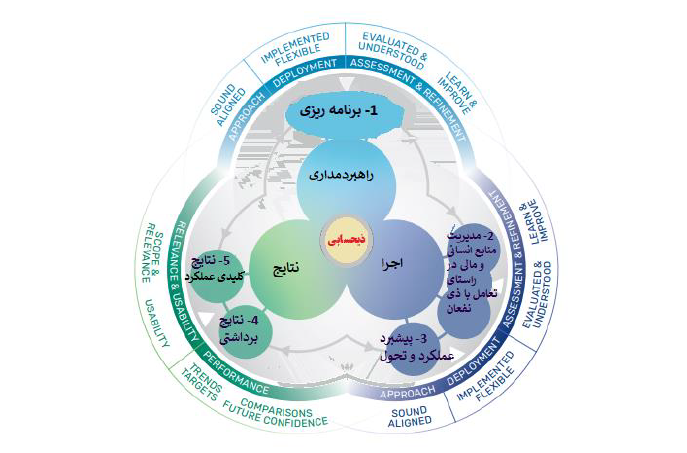 EVALUATED &
UNDERSTOOD
IMPLEMENTED
FLEXIBLE
LEARN &
IMPROVE
SOUND
ALIGNED
APPROACH
DEPLOYMENT
ASSESSMENT & REFINEMENT
1- برنامه ریزی
راهبردمداری
ذیحسابی
اجرا
نتایج
2- مدیریت
منابع انسانی
و مالی در
راستای
تعامل با ذی
نفعان
3- پیشبرد
عملکرد و تحول
4- نتایج
برداشتی
5- نتایج
کلیدی عملکرد
LEARN &
IMPROVE
EVALUATED &
UNDERSTOOD
IMPLEMENTED
FLEXIBLE
SOUND
ALIGNED
APPROACH
DEPLOYMENT
ASSESSMENT & REFINEMENT
SCOPE &
RELEVANCE
USABILITY
TRENDS
TARGETS
COMPARISONS
FUTURE CONFIDENCE
RELEVANCE & USABILITY
PERFORMANCE